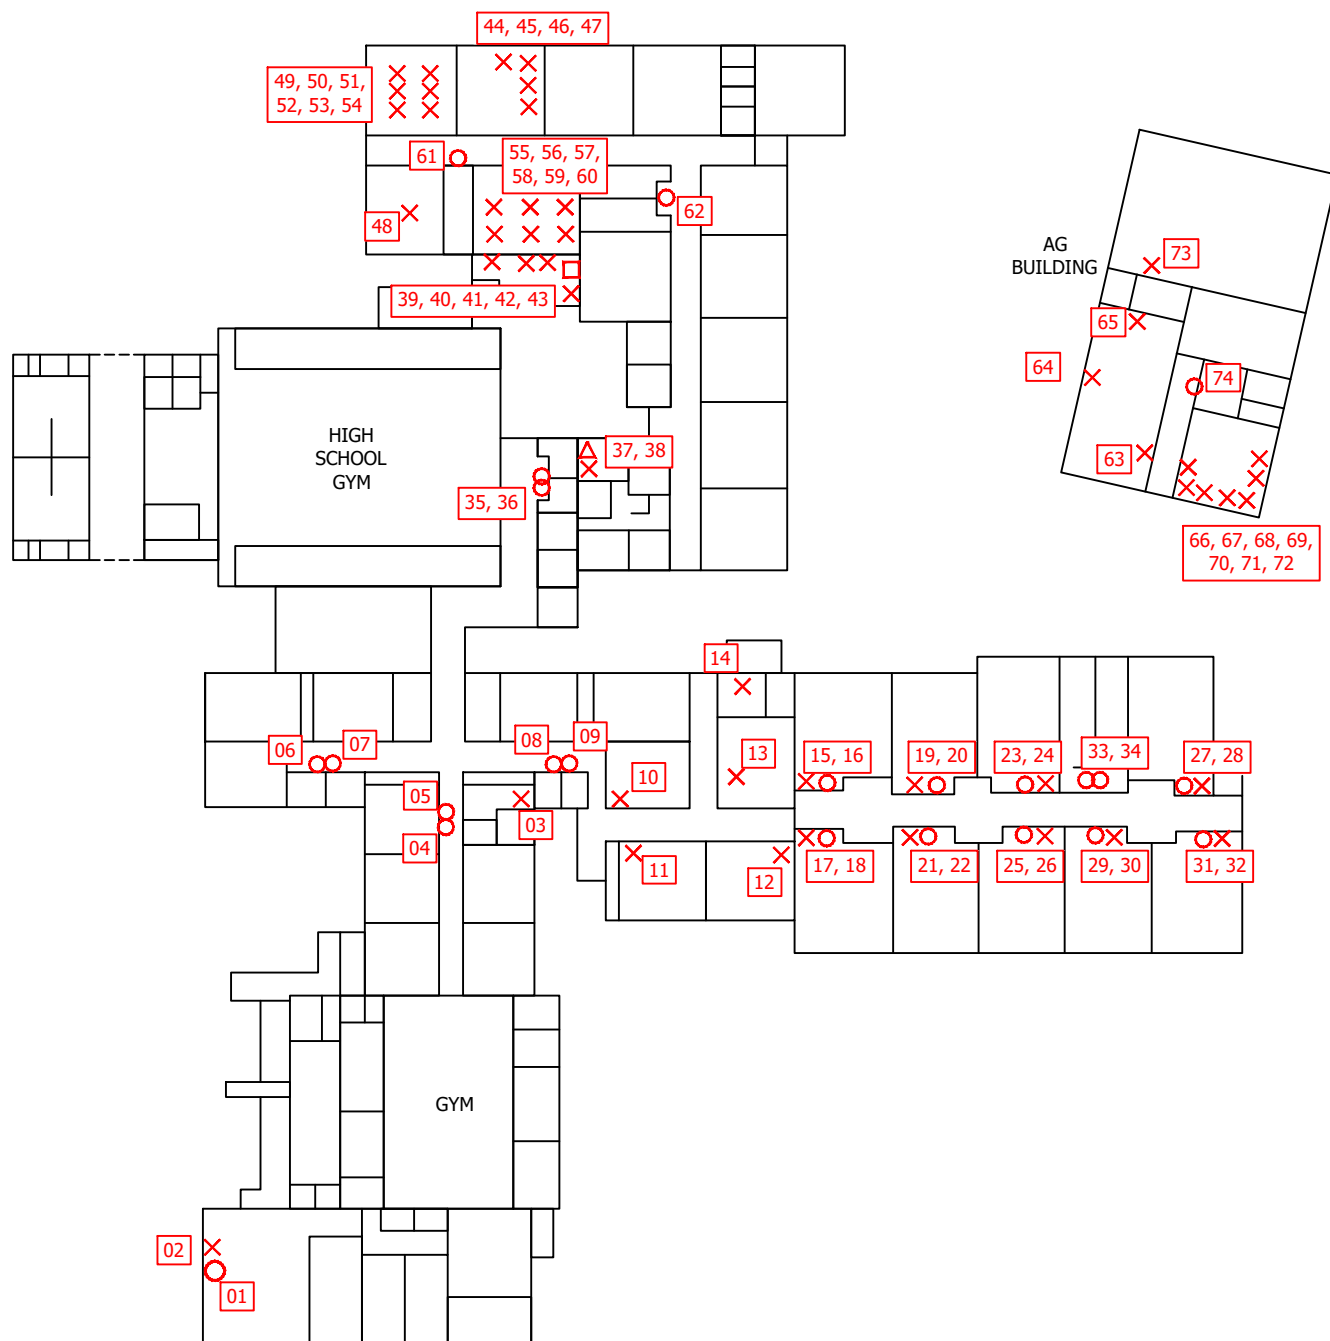 44, 45, 46, 47
49, 50, 51,
52, 53, 54
61
55, 56, 57,
58, 59, 60
48
62
39, 40, 41, 42, 43
AG
BUILDING
73
65
64
74
63
66, 67, 68, 69,
70, 71, 72
HIGH
SCHOOL
GYM
37, 38
35, 36
14
06
07
08
09
10
13
15, 16
19, 20
23, 24
33, 34
27, 28
05
03
04
11
12
17, 18
21, 22
25, 26
29, 30
31, 32
GYM
02
01